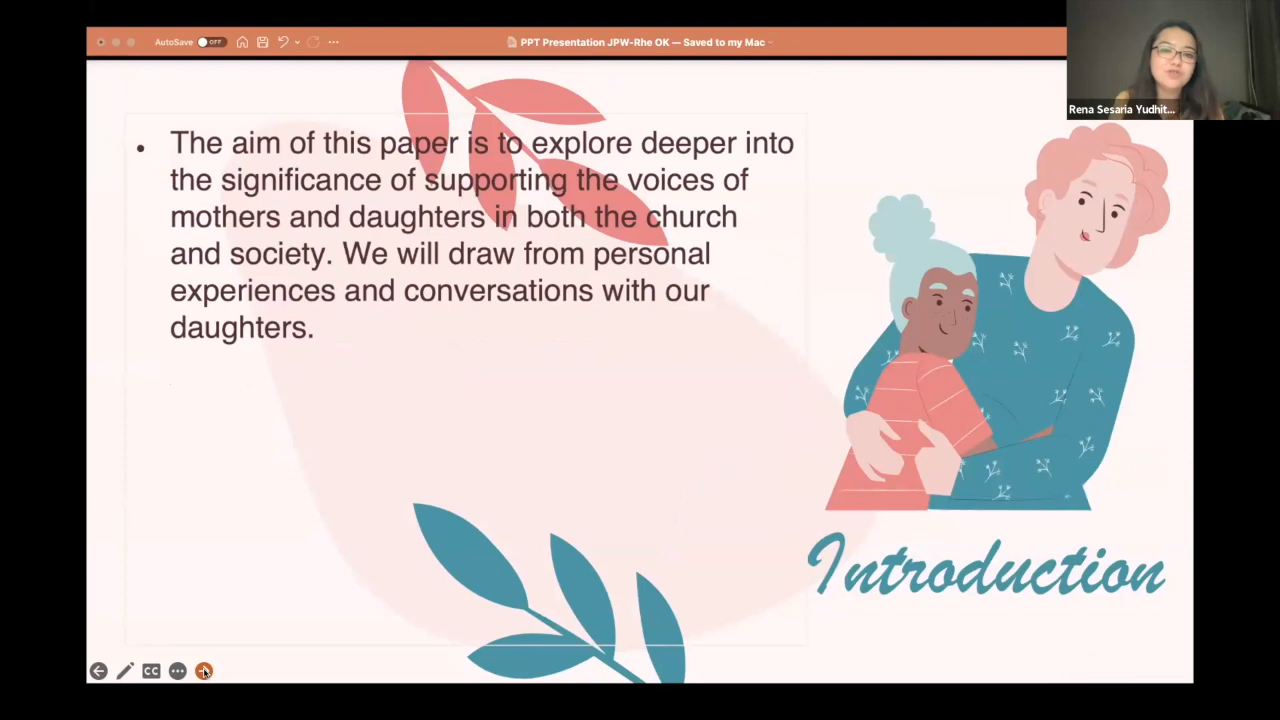 AutoSave OFF
PPT Presentation JPW-Rhe OK — Saved to my Mac
Rena Sesaria Yudhit...
• The aim of this paper is to explore deeper into
the significance of supporting the voices of
mothers and daughters in both the church
and society. We will draw from personal
experiences and conversations with our
daughters.
Introduction
CC